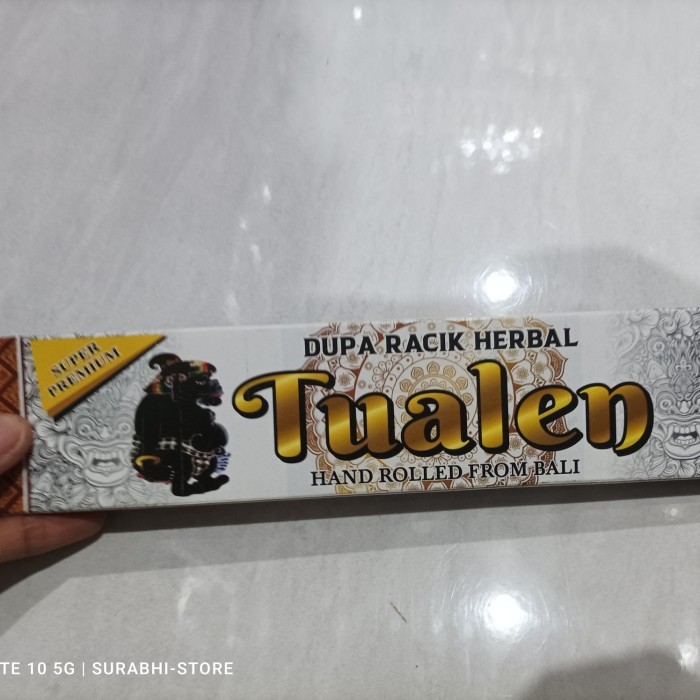 SUPER
PREMIUM
DUPA RACIK HERBAL
Tualen
HAND ROLLED FROM BALI
TE 10 5G | SURABHI-STORE